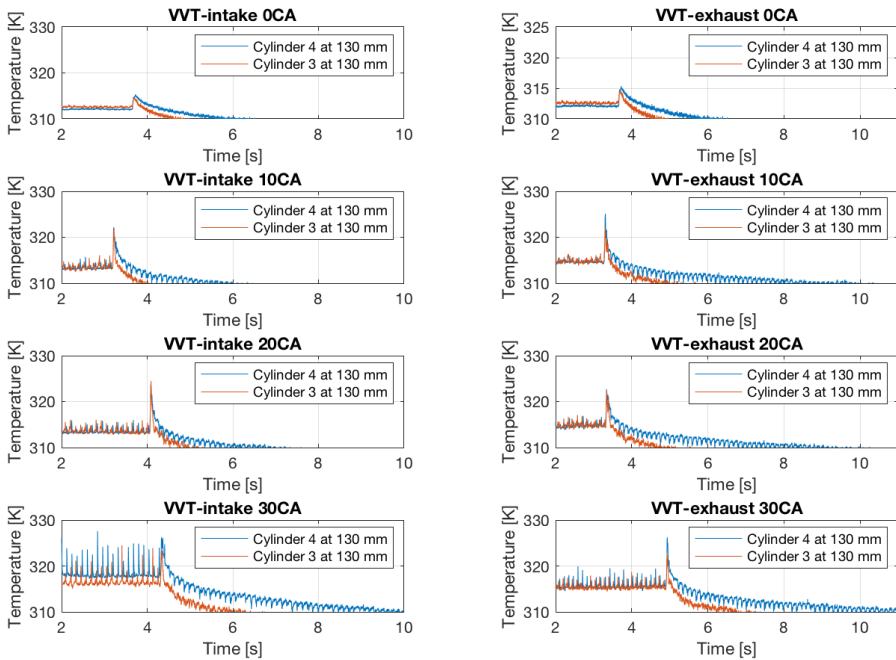 VVT-intake 0CA
Temperature [K]
330
320
310
Cylinder 4 at 130 mm
Cylinder 3 at 130 mm
2 4 6 8 10
Time [s]
VVT-exhaust 0CA
Temperature [K]
325
320
315
310
Cylinder 4 at 130 mm
Cylinder 3 at 130 mm
2 4 6 8 10
Time [s]
VVT-intake 10CA
Temperature [K]
330
320
310
Cylinder 4 at 130 mm
Cylinder 3 at 130 mm
2 4 6 8 10
Time [s]
VVT-exhaust 10CA
Temperature [K]
330
320
310
Cylinder 4 at 130 mm
Cylinder 3 at 130 mm
2 4 6 8 10
Time [s]
VVT-intake 20CA
Temperature [K]
330
320
310
Cylinder 4 at 130 mm
Cylinder 3 at 130 mm
2 4 6 8 10
Time [s]
VVT-exhaust 20CA
Temperature [K]
330
320
310
Cylinder 4 at 130 mm
Cylinder 3 at 130 mm
2 4 6 8 10
Time [s]
VVT-intake 30CA
Temperature [K]
330
320
310
Cylinder 4 at 130 mm
Cylinder 3 at 130 mm
2 4 6 8 10
Time [s]
VVT-exhaust 30CA
Temperature [K]
330
320
310
Cylinder 4 at 130 mm
Cylinder 3 at 130 mm
2 4 6 8 10
Time [s]